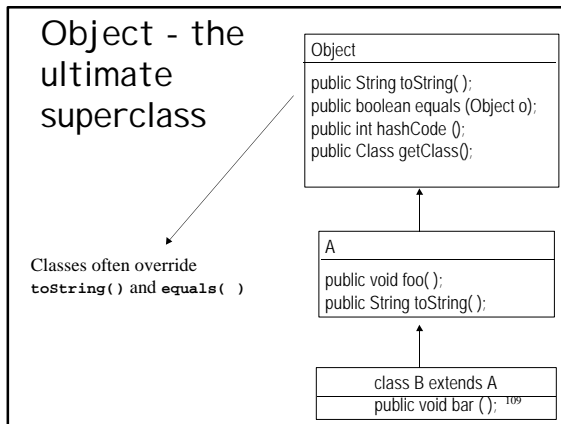 Object - the
ultimate
superclass
Object
public String toString( );
public boolean equals (Object o);
public int hashCode ();
public Class getClass();
Classes often override
toString() and equals( )
A
public void foo( );
public String toString( );
class B extends A
public void bar ( );
109